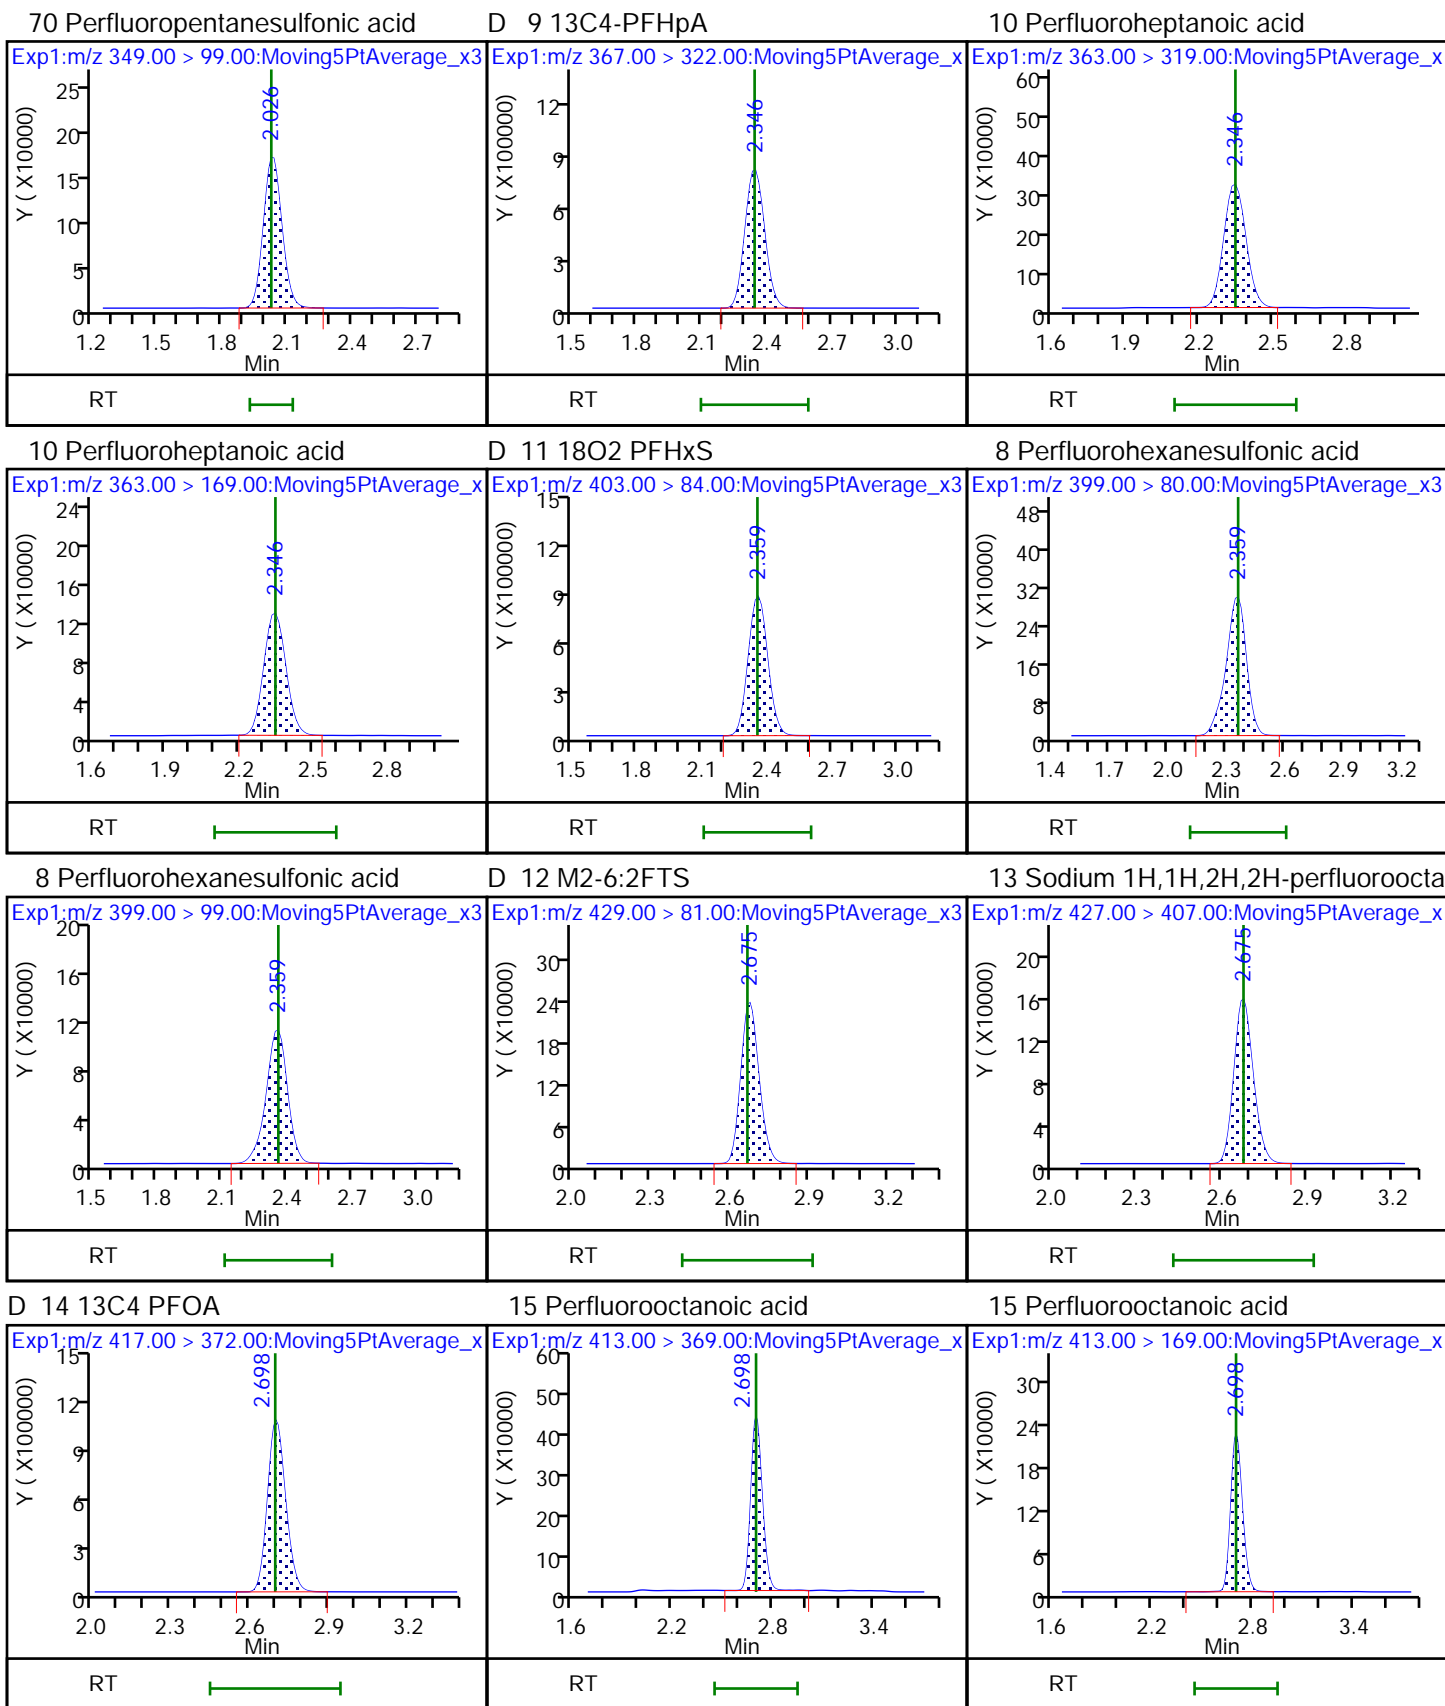 70 Perfluoropentanesulfonic acid
D 9 13C4-PFHpA
10 Perfluoroheptanoic acid
Exp1:m/z 349.00 > 99.00:Moving5PtAverage_x3
Exp1:m/z 367.00 > 322.00:Moving5PtAverage_x
Exp1:m/z 363.00 > 319.00:Moving5PtAverage_x
Y ( X10000)
25
20
15
10
5
0
2.026
1.2 1.5 1.8 2.1 2.4 2.7
Min
RT
Y ( X100000)
12
9
6
3
0
2.346
1.5 1.8 2.1 2.4 2.7 3.0
Min
RT
Y ( X10000)
60
50
40
30
20
10
0
2.346
1.6 1.9 2.2 2.5 2.8
Min
RT
10 Perfluoroheptanoic acid
D 11 18O2 PFHxS
8 Perfluorohexanesulfonic acid
Exp1:m/z 363.00 > 169.00:Moving5PtAverage_x
Exp1:m/z 403.00 > 84.00:Moving5PtAverage_x3
Exp1:m/z 399.00 > 80.00:Moving5PtAverage_x3
Y ( X10000)
24
20
16
12
8
4
0
2.346
1.6 1.9 2.2 2.5 2.8
Min
RT
Y ( X100000)
15
12
9
6
3
0
2.359
1.5 1.8 2.1 2.4 2.7 3.0
Min
RT
Y ( X10000)
48
40
32
24
16
8
0
2.359
1.4 1.7 2.0 2.3 2.6 2.9 3.2
Min
RT
8 Perfluorohexanesulfonic acid
D 12 M2-6:2FTS
13 Sodium 1H,1H,2H,2H-perfluoroocta
Exp1:m/z 399.00 > 99.00:Moving5PtAverage_x3
Exp1:m/z 429.00 > 81.00:Moving5PtAverage_x3
Exp1:m/z 427.00 > 407.00:Moving5PtAverage_x
Y ( X10000)
20
16
12
8
4
0
2.359
1.5 1.8 2.1 2.4 2.7 3.0
Min
RT
Y ( X10000)
30
24
18
12
6
0
2.675
2.0 2.3 2.6 2.9 3.2
Min
RT
Y ( X10000)
20
16
12
8
4
0
2.675
2.0 2.3 2.6 2.9 3.2
Min
RT
D 14 13C4 PFOA
15 Perfluorooctanoic acid
15 Perfluorooctanoic acid
Exp1:m/z 417.00 > 372.00:Moving5PtAverage_x
Exp1:m/z 413.00 > 369.00:Moving5PtAverage_x
Exp1:m/z 413.00 > 169.00:Moving5PtAverage_x
Y ( X100000)
15
12
9
6
3
0
2.698
2.0 2.3 2.6 2.9 3.2
Min
RT
Y ( X10000)
60
50
40
30
20
10
0
2.698
1.6 2.2 2.8 3.4
Min
RT
Y ( X10000)
30
24
18
12
6
0
2.698
1.6 2.2 2.8 3.4
Min
RT